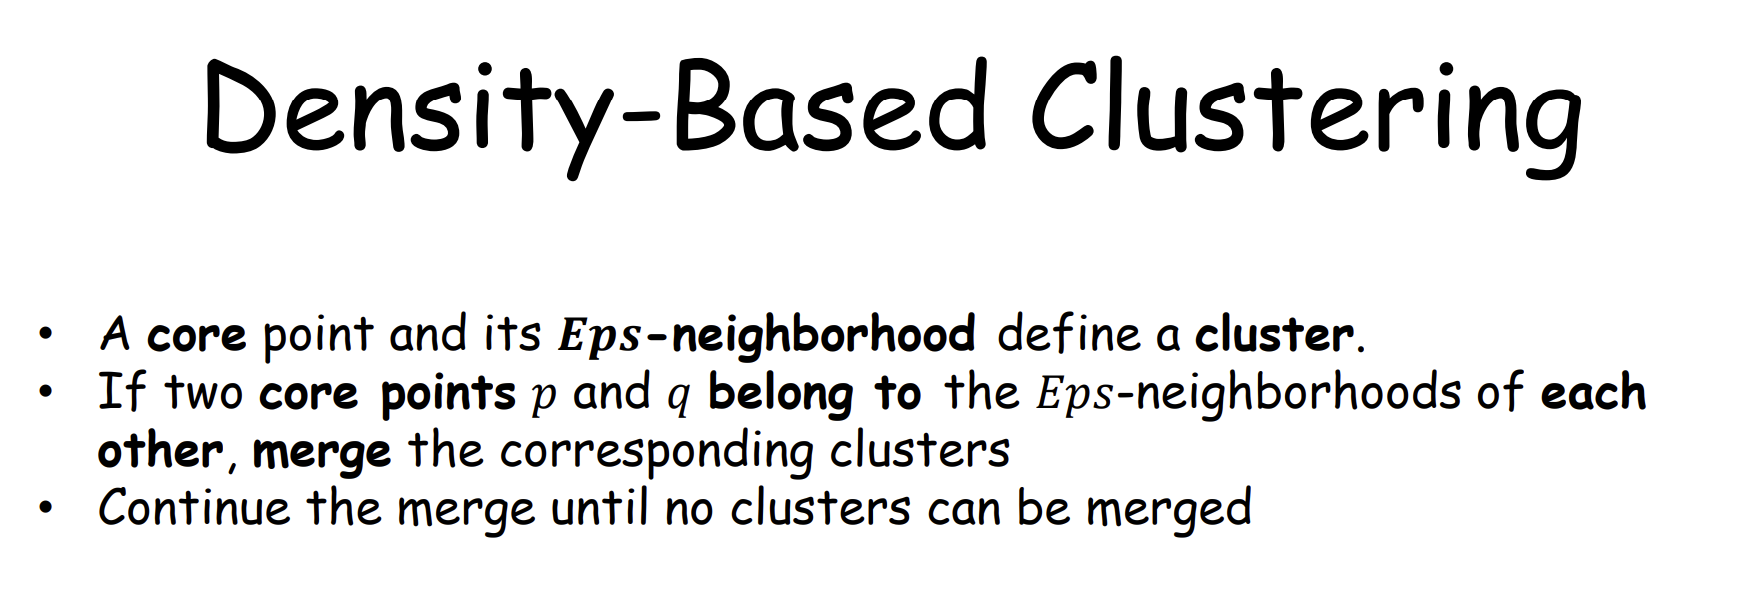 Density-Based Clustering
• A core point and its Eps-neighborhood define a cluster.
• If two core points p and q belong to the Eps-neighborhoods of each
other, merge the corresponding clusters
• Continue the merge until no clusters can be merged